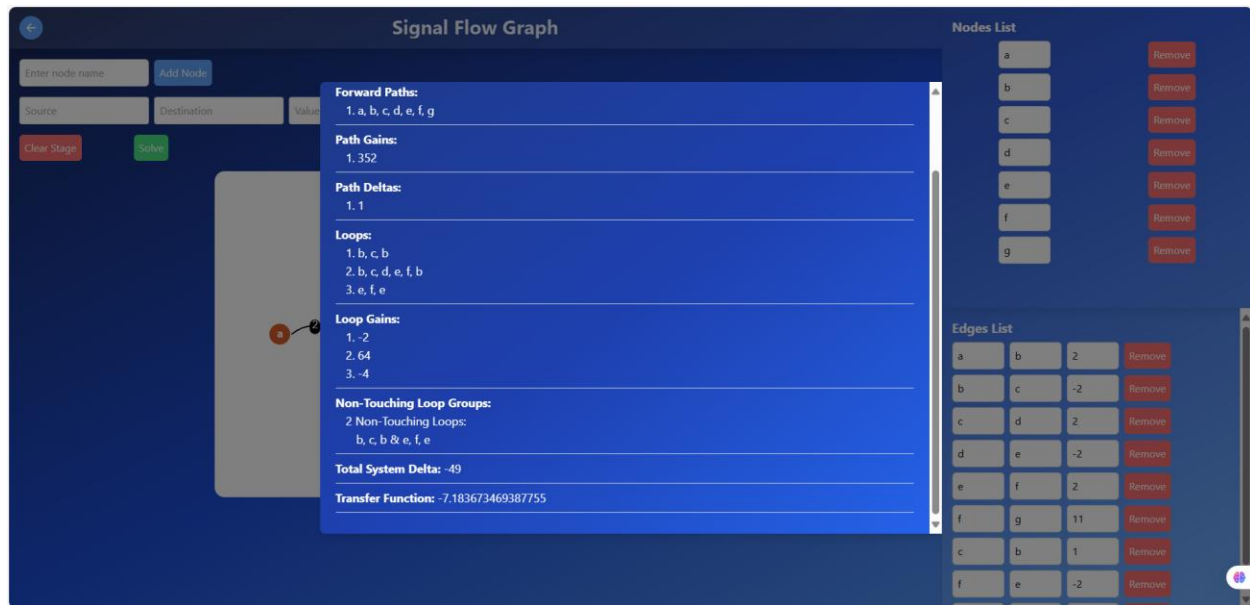 Signal Flow Graph
Enter node name
Add Node
Source
Destination
Value
Clear Stage
Solve
a
2
Forward Paths:
1. a, b, c, d, e, f, g
Path Gains:
1. 352
Path Deltas:
1. 1
Loops:
1. b, c, b
2. b, c, d, e, f, b
3. e, f, e
Loop Gains:
1. -2
2. 64
3. -4
Non-Touching Loop Groups:
2 Non-Touching Loops:
b, c, b & e, f, e
Total System Delta: -49
Transfer Function: -7.183673469387755
Nodes List
a Remove
b Remove
c Remove
d Remove
e Remove
f Remove
g Remove
Edges List
a b 2 Remove
b c -2 Remove
c d 2 Remove
d e -2 Remove
e f 2 Remove
f g 11 Remove
c b 1 Remove
f e -2 Remove